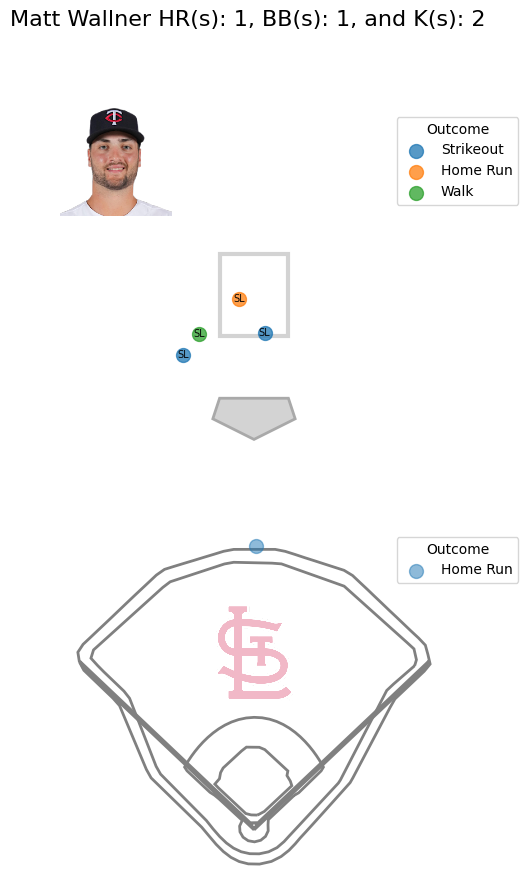 Matt Wallner HR(s): 1, BB(s): 1, and K(s): 2
Outcome
Strikeout
Home Run
Walk
SL
SL
SL
SL
Outcome
Home Run
STL